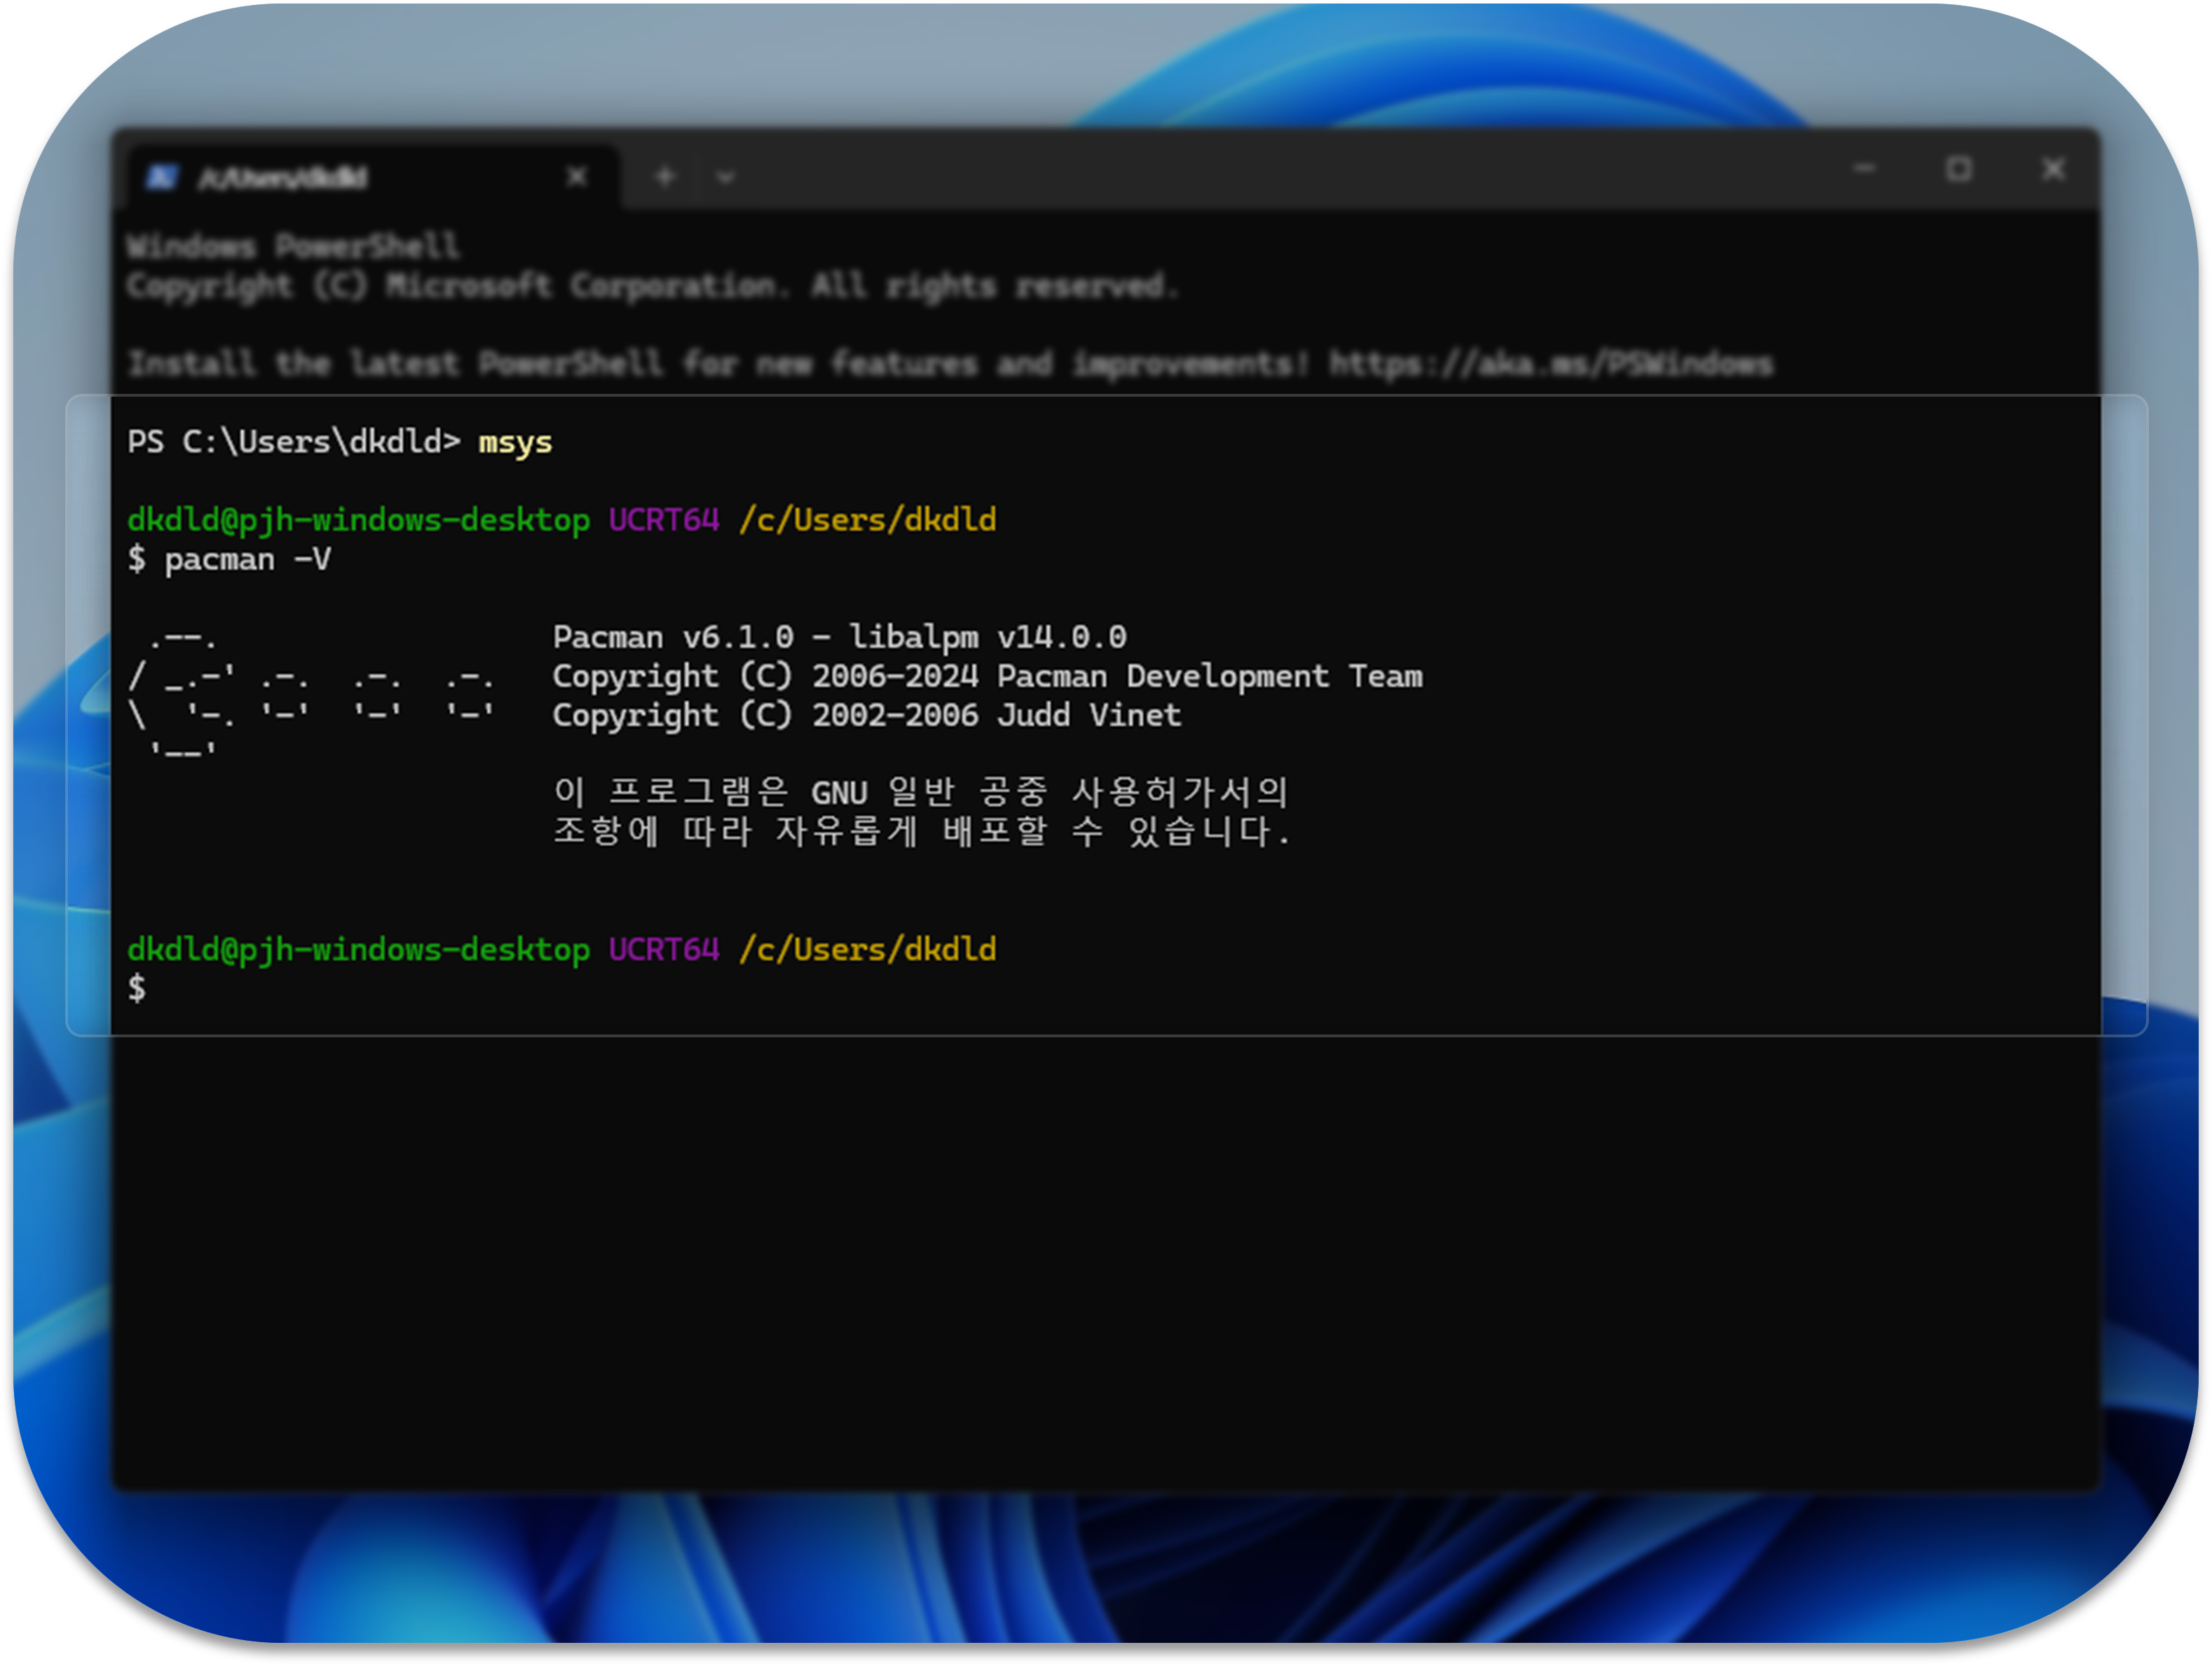 /c/Users/dkdld
Windows PowerShell
Copyright (C) Microsoft Corporation. All rights reserved.
Install the latest PowerShell for new features and improvements! https://aka.ms/PSWindows
PS C:\Users\dkdld> msys
dkdld@pjh-windows-desktop UCRT64 /c/Users/dkdld
$ pacman -V
 .--.                  Pacman v6.1.0 - libalpm v14.0.0
/ _.-' .-.  .-.  .-.   Copyright (C) 2006-2024 Pacman Development Team
\  '-. '-'  '-'  '-'   Copyright (C) 2002-2006 Judd Vinet
 '--'
                       이 프로그램은 GNU 일반 공중 사용허가서의
                       조항에 따라 자유롭게 배포할 수 있습니다.
dkdld@pjh-windows-desktop UCRT64 /c/Users/dkdld
$